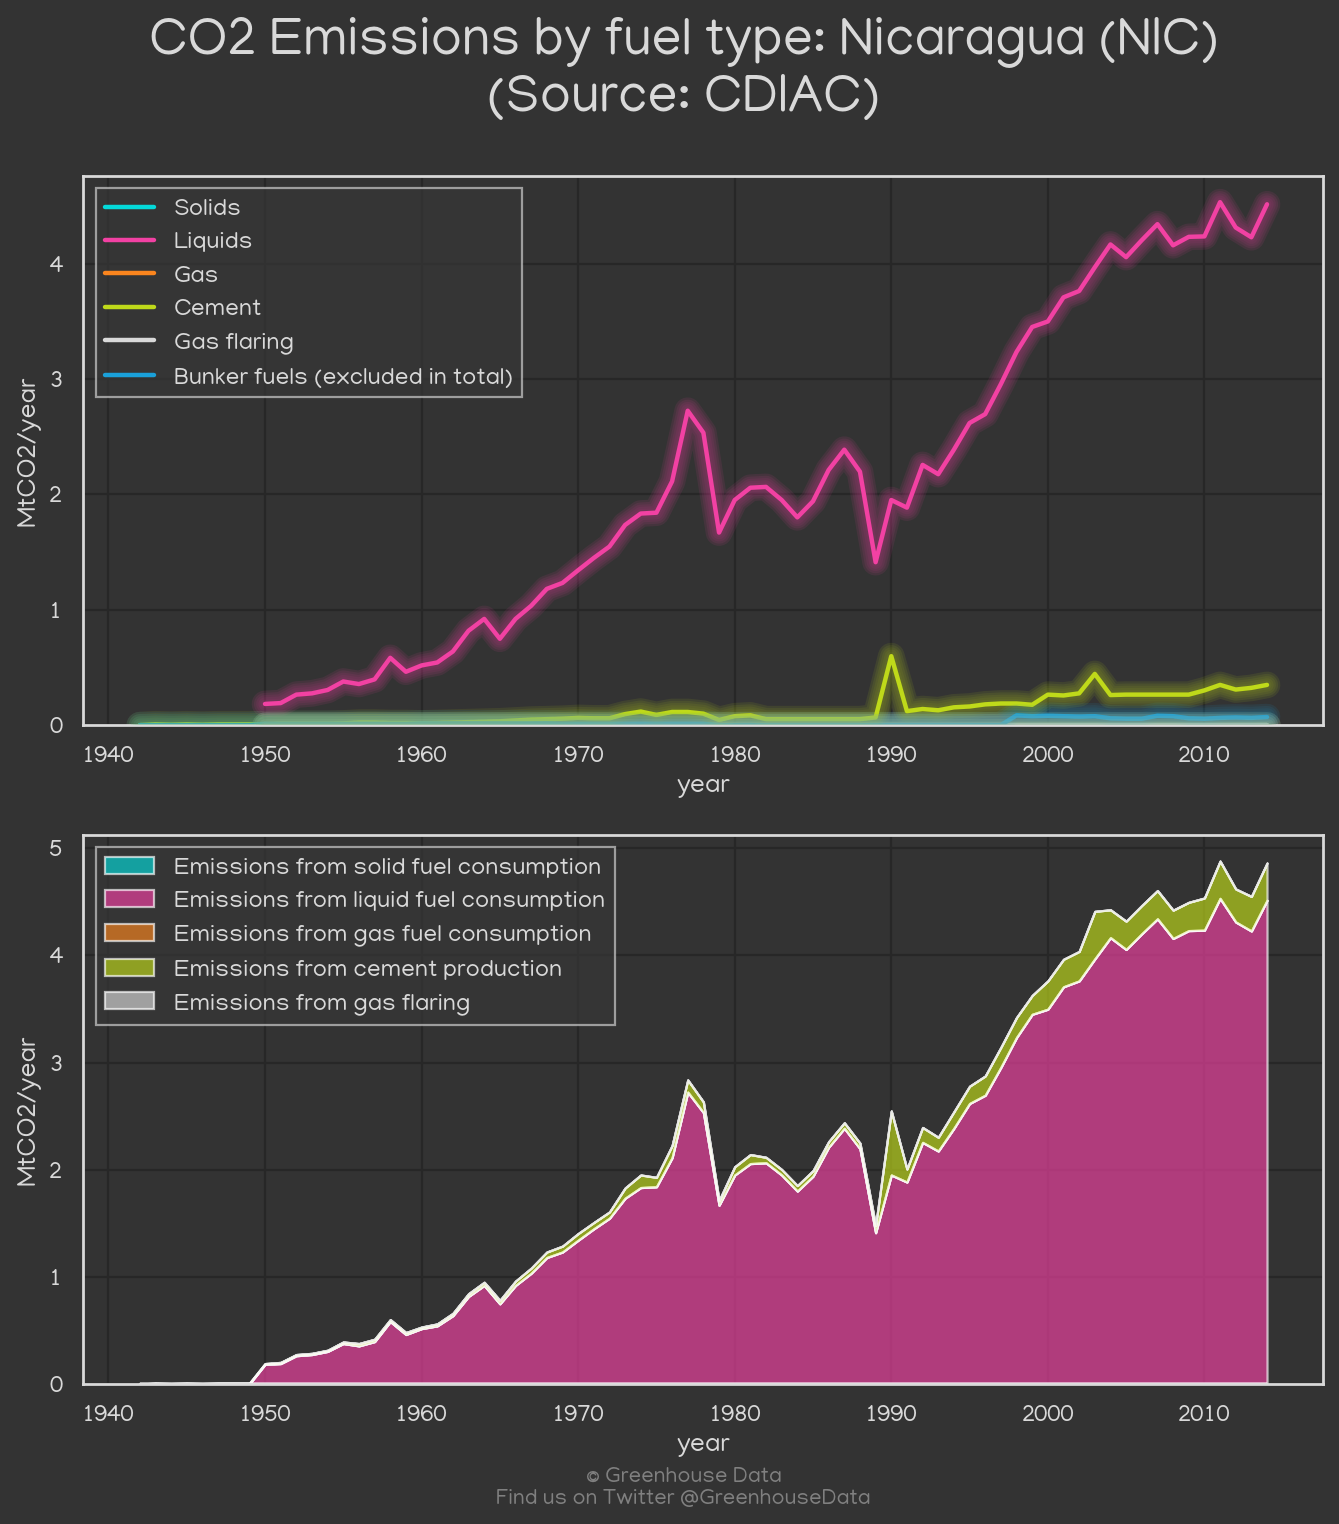 CO2 Emissions by fuel type: Nicaragua (NIC)
(Source: CDIAC)
Solids
Liquids
Gas
Cement
Gas flaring
Bunker fuels (excluded in total)
MtCO2/year
4
3
2
1
0
1940 1950 1960 1970 1980 1990 2000 2010
year
Emissions from solid fuel consumption
Emissions from liquid fuel consumption
Emissions from gas fuel consumption
Emissions from cement production
Emissions from gas flaring
MtCO2/year
5
4
3
2
1
0
1940 1950 1960 1970 1980 1990 2000 2010
year
© Greenhouse Data
Find us on Twitter @GreenhouseData